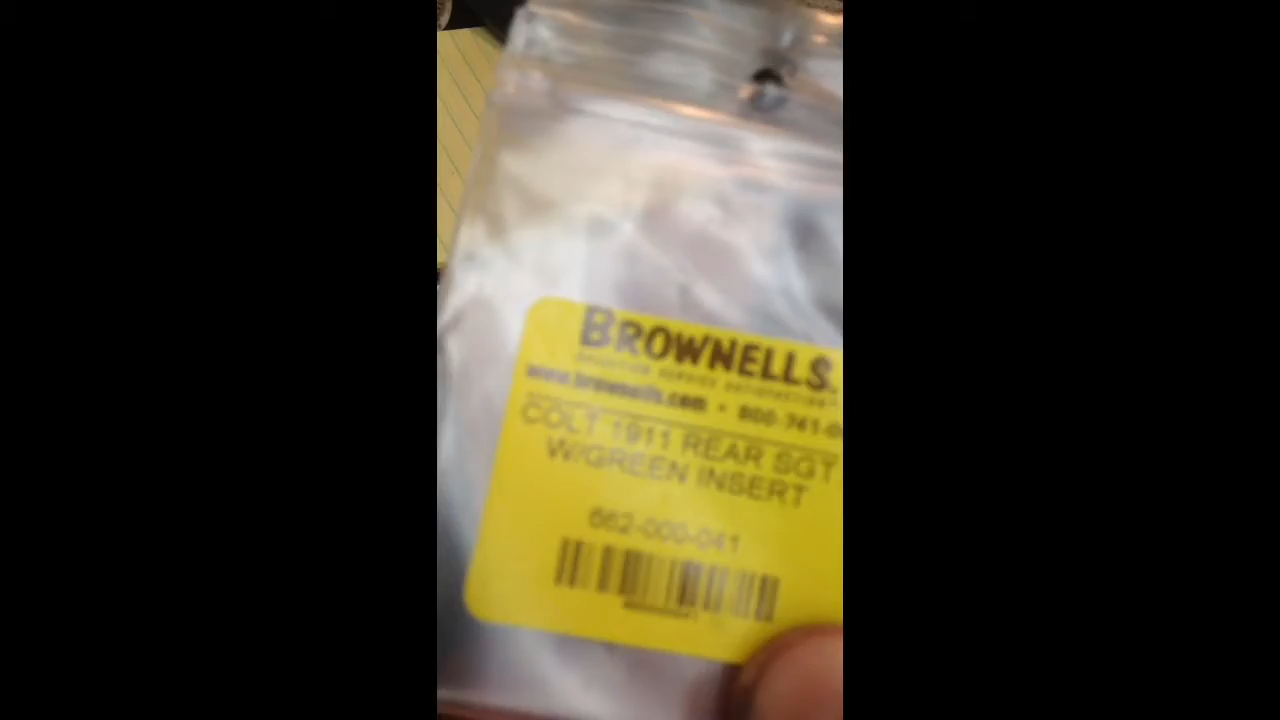 BROWNELLS.
www.brownells.com • 800-741-0
COLT 1911 REAR SGT
W/GREEN INSERT
662-000-041